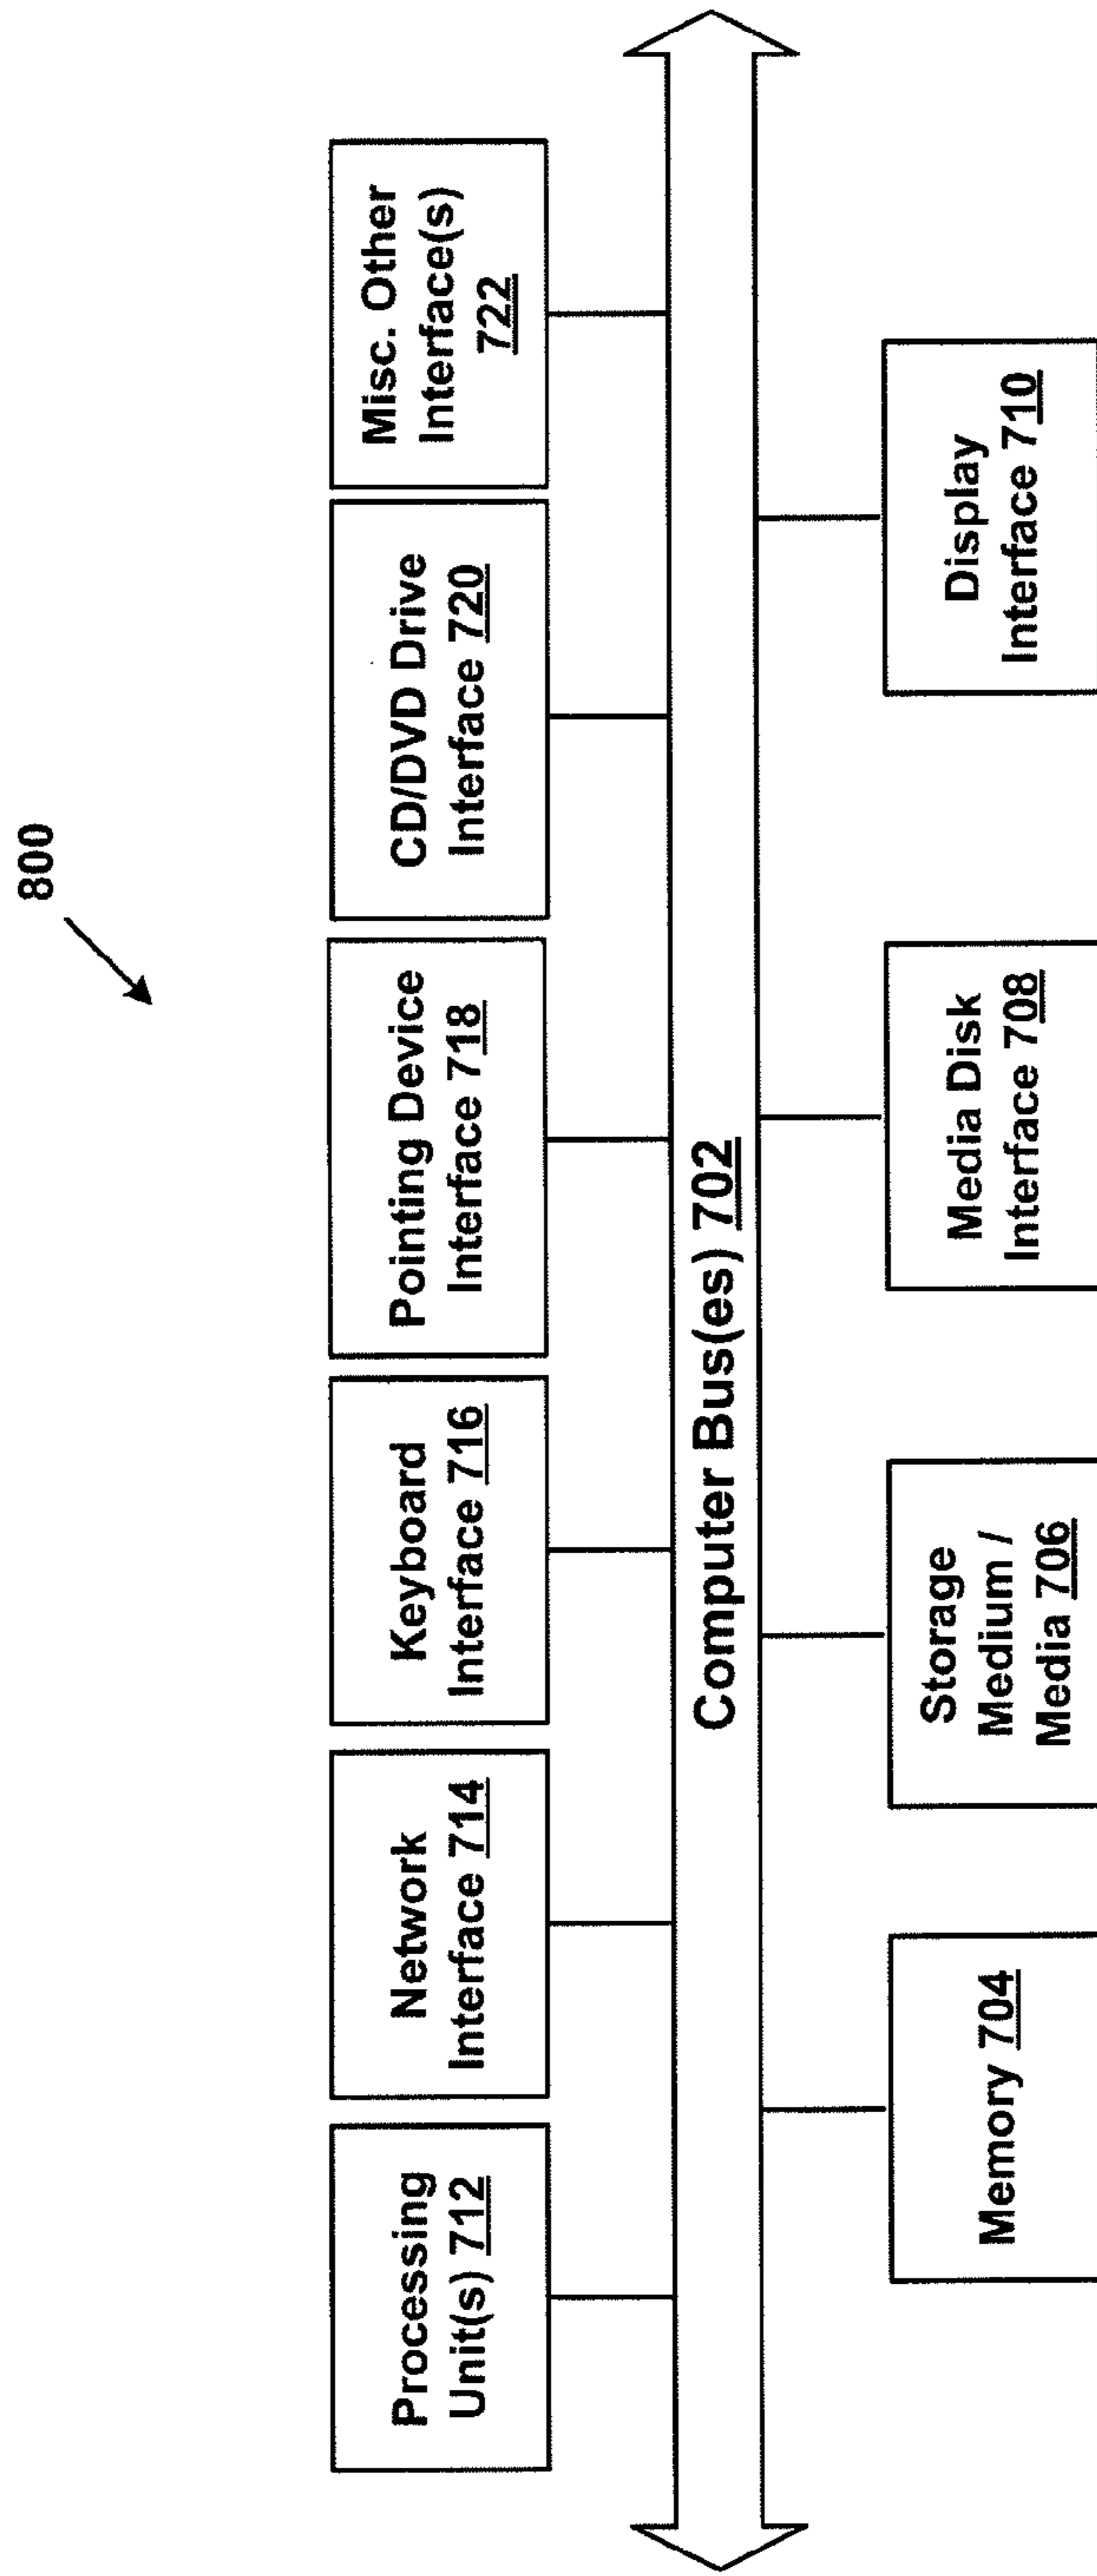 800
Processing
Unit(s) 712
Network
Interface 714
Keyboard
Interface 716
Pointing Device
Interface 718
CD/DVD Drive
Interface 720
Misc. Other
Interface(s)
722
Computer Bus(es) 702
Memory 704
Storage
Medium /
Media 706
Media Disk
Interface 708
Display
Interface 710